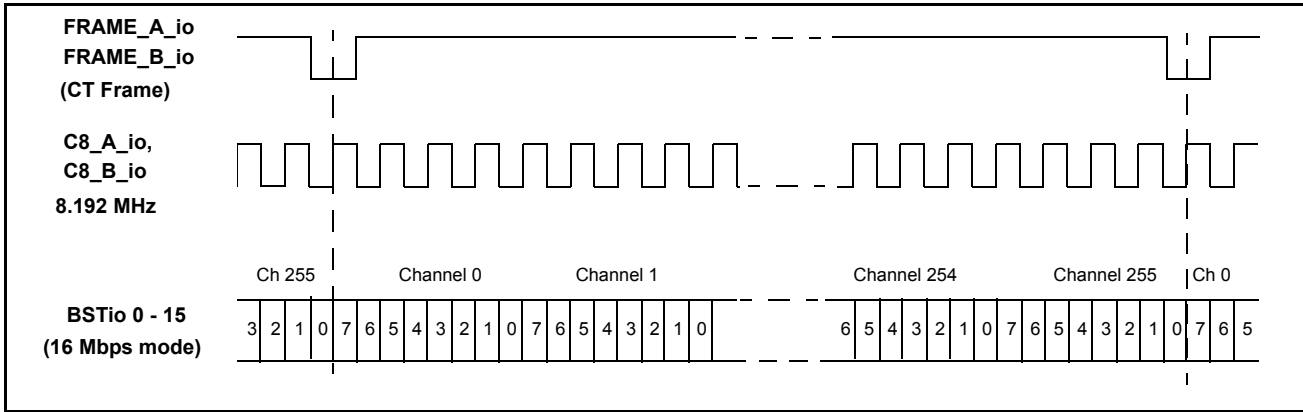 FRAME_A_io
FRAME_B_io
(CT Frame)
C8_A_io,
C8_B_io
8.192 MHz
Ch 255 Channel 0 Channel 1 Channel 254 Channel 255 Ch 0
BSTio 0 - 15
(16 Mbps mode)
3 2 1 0 7 6 5 4 3 2 1 0 7 6 5 4 3 2 1 0 6 5 4 3 2 1 0 7 6 5 4 3 2 1 0 7 6 5